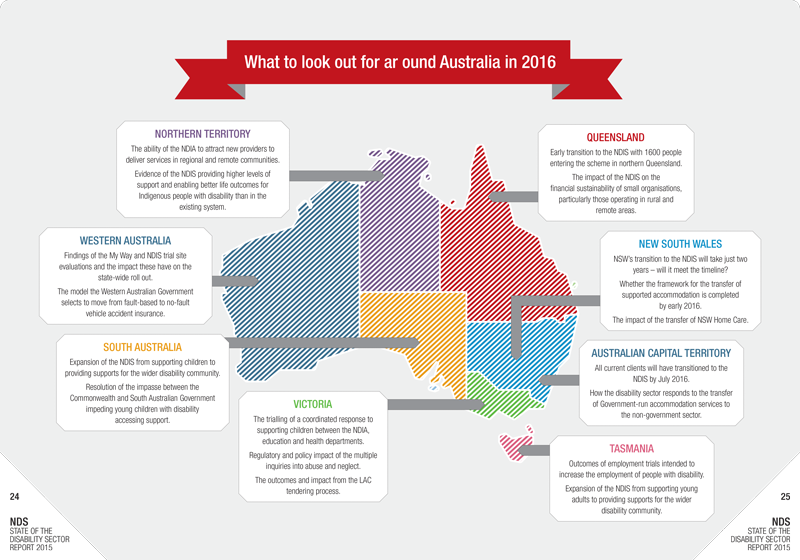 What to look out for ar ound Australia in 2016
NORTHERN TERRITORY
The ability of the NDIA to attract new providers to
deliver services in regional and remote communities.
Evidence of the NDIS providing higher levels of
support and enabling better life outcomes for
Indigenous people with disability than in the
existing system.
QUEENSLAND
Early transition to the NDIS with 1600 people
entering the scheme in northern Queensland.
The impact of the NDIS on the
financial sustainability of small organisations,
particularly those operating in rural and
remote areas.
WESTERN AUSTRALIA
Findings of the My Way and NDIS trial site
evaluations and the impact these have on the
state-wide roll out.
The model the Western Australian Government
selects to move from fault-based to no-fault
vehicle accident insurance.
NEW SOUTH WALES
NSW's transition to the NDIS will take just two
years – will it meet the timeline?
Whether the framework for the transfer of
supported accommodation is completed
by early 2016.
The impact of the transfer of NSW Home Care.
SOUTH AUSTRALIA
Expansion of the NDIS from supporting children to
providing supports for the wider disability community.
Resolution of the impasse between the
Commonwealth and South Australian Government
impeding young children with disability
accessing support.
AUSTRALIAN CAPITAL TERRITORY
All current clients will have transitioned to the
NDIS by July 2016.
How the disability sector responds to the transfer
of Government-run accommodation services to
the non-government sector.
VICTORIA
The trialling of a coordinated response to
supporting children between the NDIA,
education and health departments.
Regulatory and policy impact of the multiple
inquiries into abuse and neglect.
The outcomes and impact from the LAC
tendering process.
TASMANIA
Outcomes of employment trials intended to
increase the employment of people with disability.
Expansion of the NDIS from supporting young
adults to providing supports for the wider
disability community.
24
NDS
STATE OF THE
DISABILITY SECTOR
REPORT 2015
25
NDS
STATE OF THE
DISABILITY SECTOR
REPORT 2015